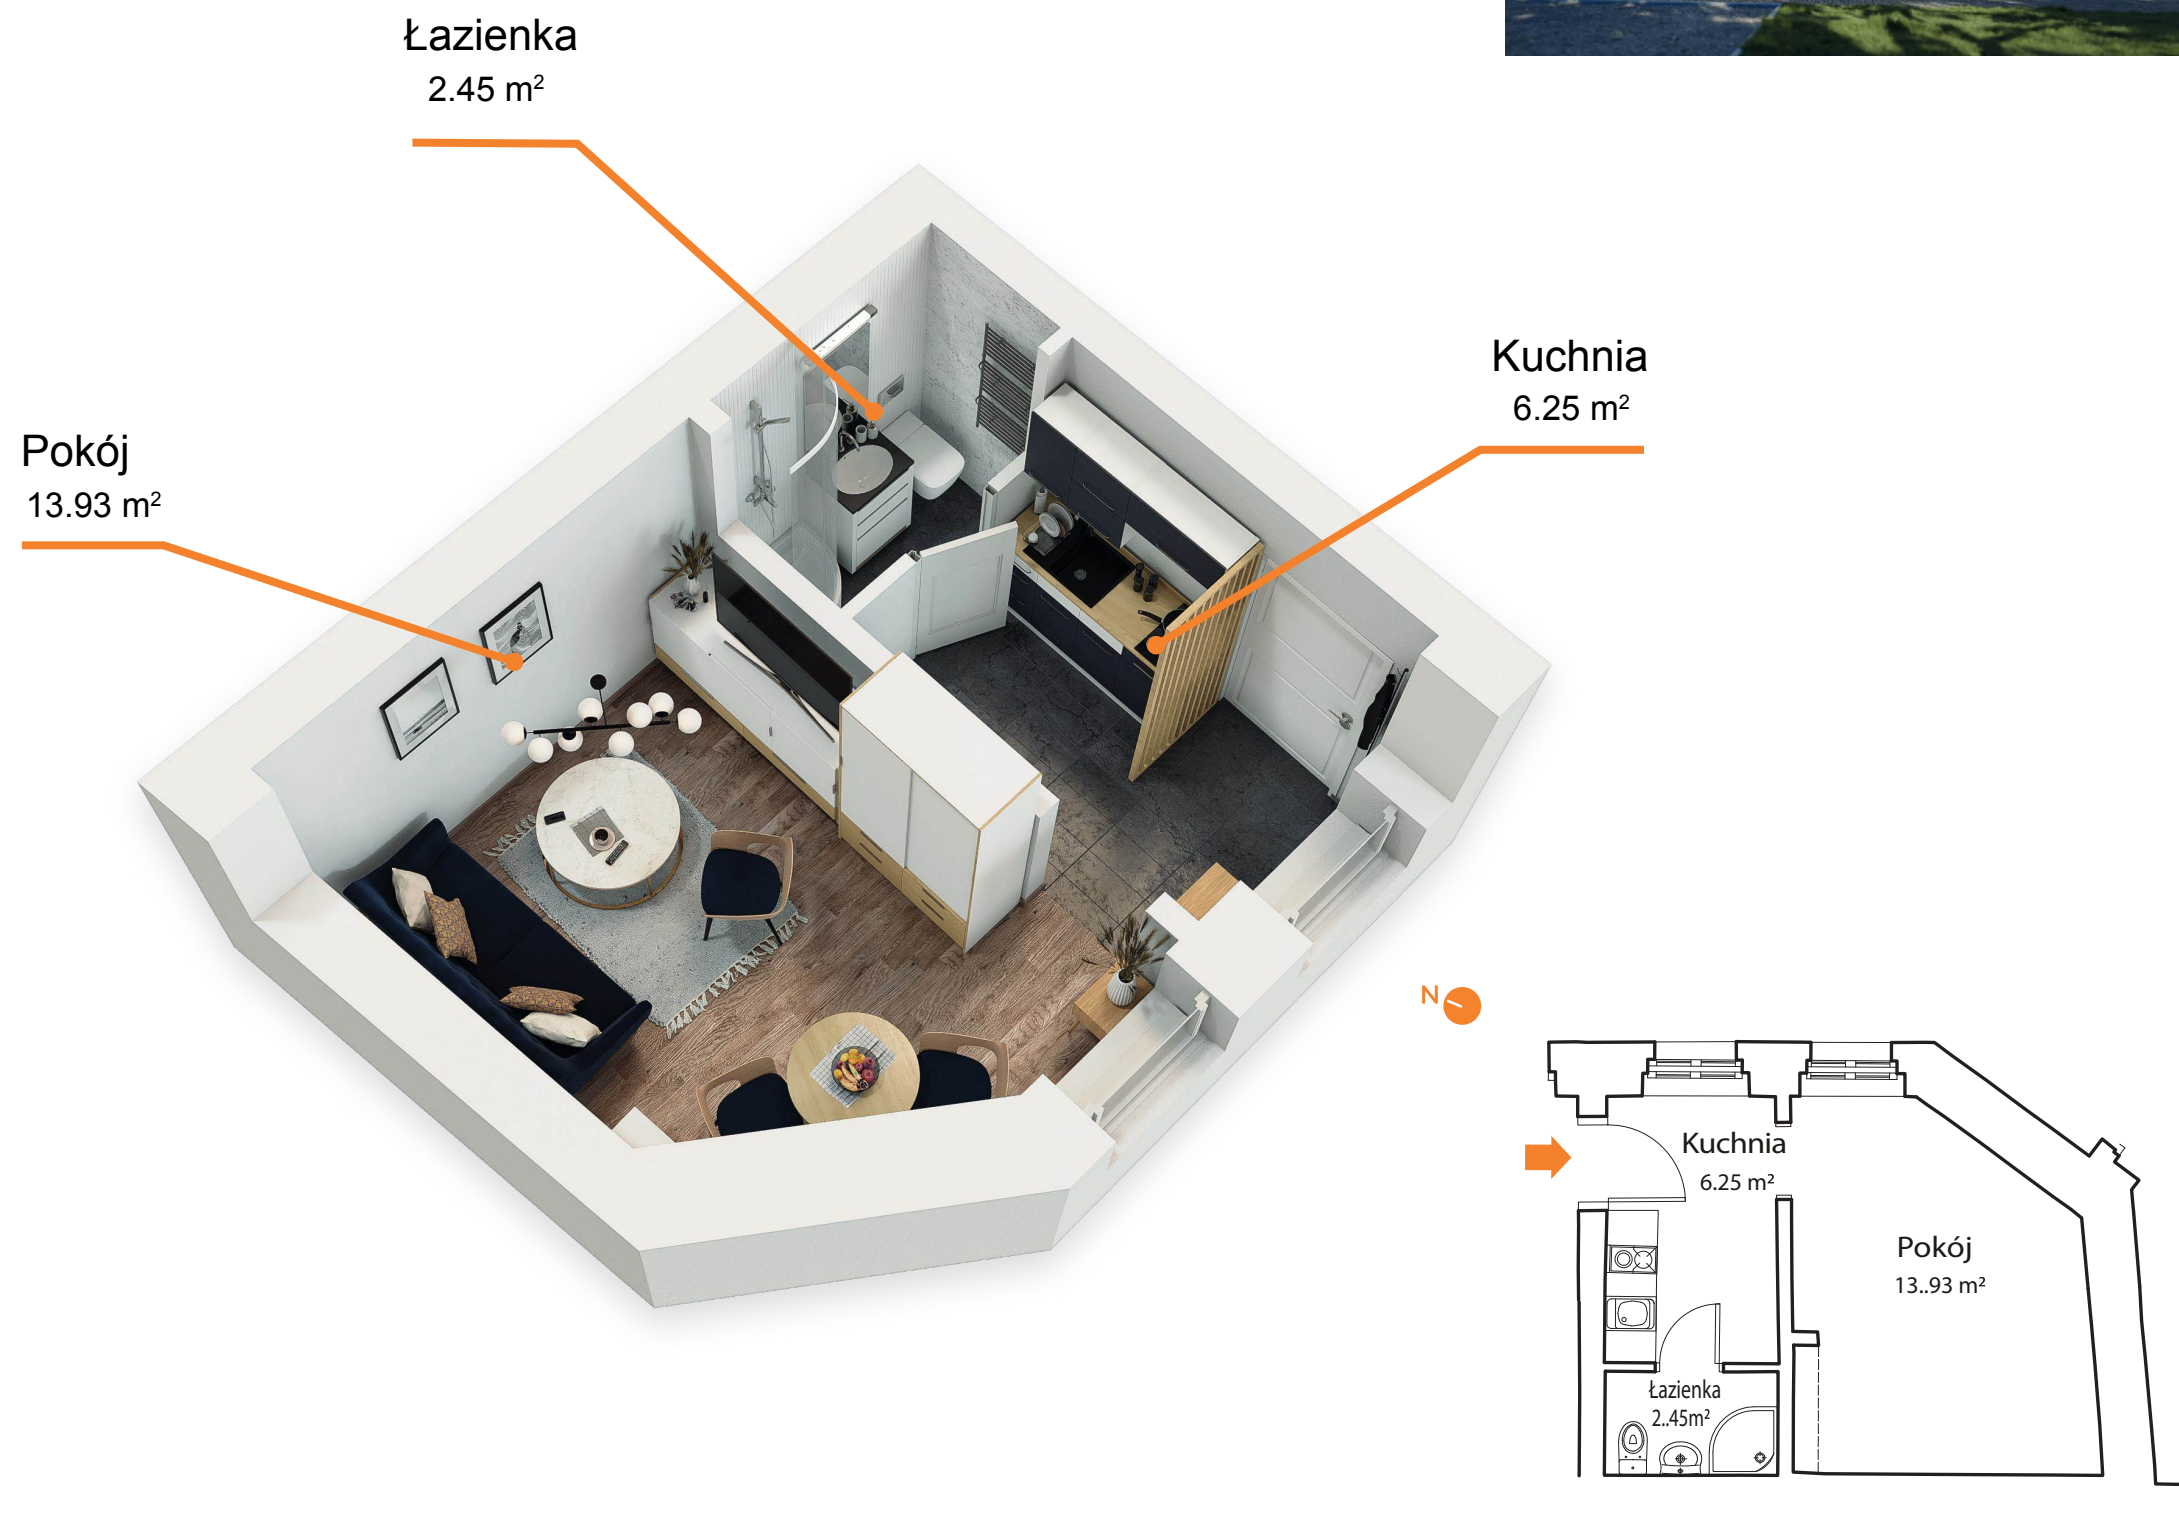 Łazienka
2.45 m²
Kuchnia
6.25 m²
Pokój
13.93 m²
N
Kuchnia
6.25 m²
Pokój
13..93 m²
Łazienka
2..45m²